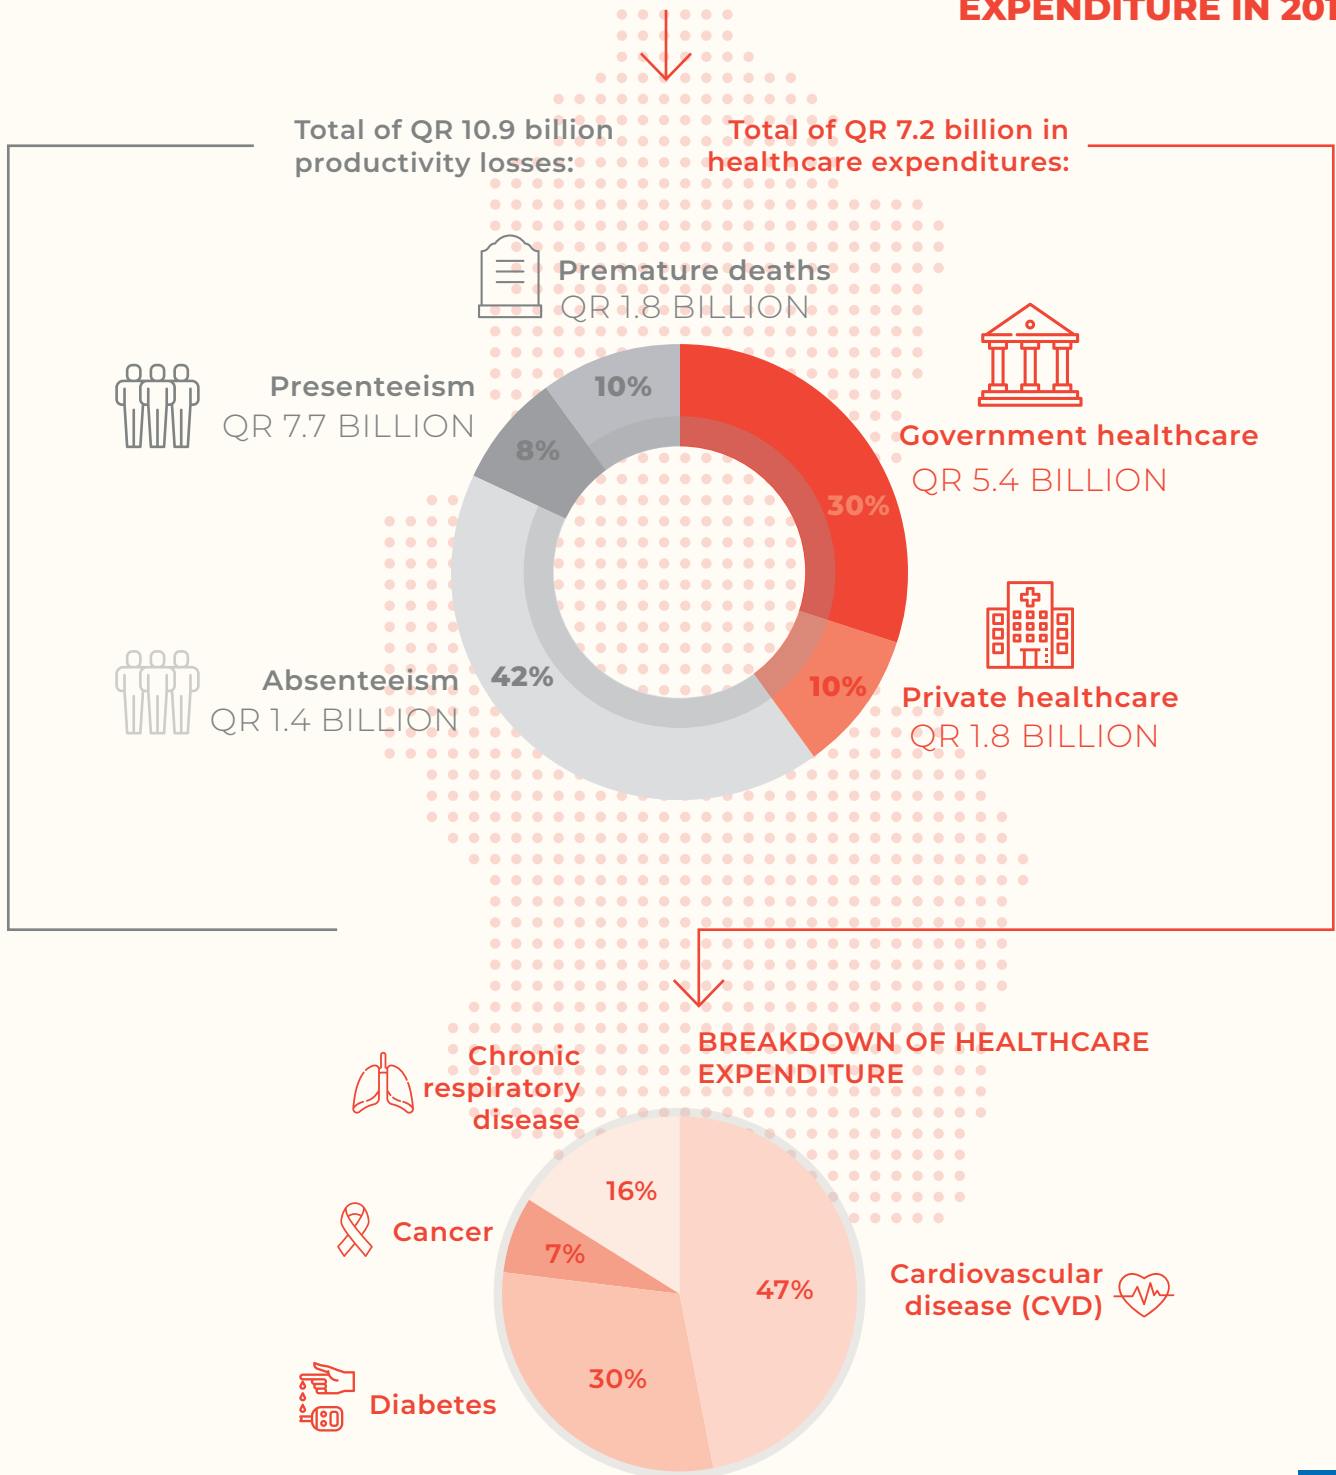 EXPENDITURE IN 201
Total of QR 10.9 billion
productivity losses:
Total of QR 7.2 billion in
healthcare expenditures:
Premature deaths
QR 1.8 BILLION
Presenteeism
QR 7.7 BILLION
Absenteeism
QR 1.4 BILLION
10%
8%
42%
30%
10%
Government healthcare
QR 5.4 BILLION
Private healthcare
QR 1.8 BILLION
BREAKDOWN OF HEALTHCARE
EXPENDITURE
Chronic
respiratory
disease
16%
Cancer
7%
47%
Cardiovascular
disease (CVD)
30%
Diabetes